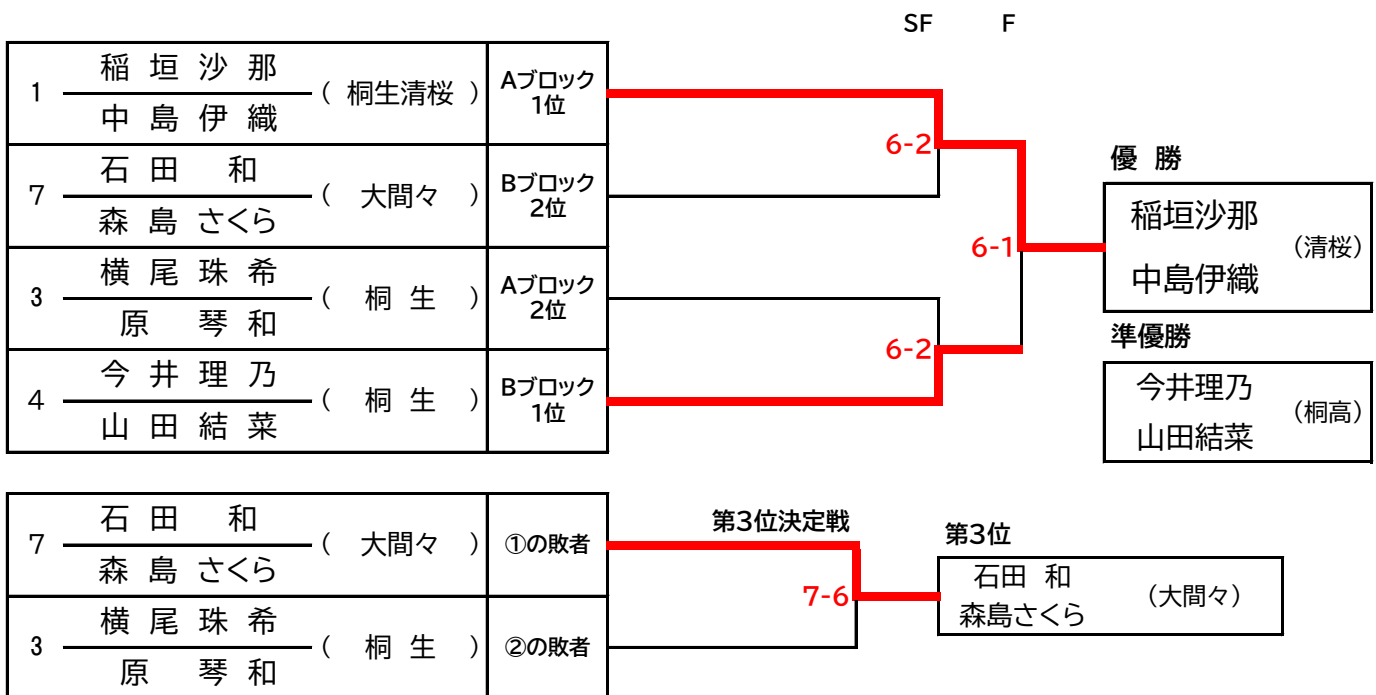 SF F
1 稲垣沙那 中島伊織 (桐生清桜) Aブロック 1位
7 石田 和 森島さくら (大間々) Bブロック 2位
3 横尾珠希 原 琴和 (桐生) Aブロック 2位
4 今井理乃 山田結菜 (桐生) Bブロック 1位
6-2
6-2
6-1
優勝
稲垣沙那
中島伊織
(清桜)
準優勝
今井理乃
山田結菜
(桐高)
7 石田 和 森島さくら (大間々) ①の敗者
3 横尾珠希 原 琴和 (桐生) ②の敗者
第3位決定戦
7-6
第3位
石田 和
森島さくら
(大間々)